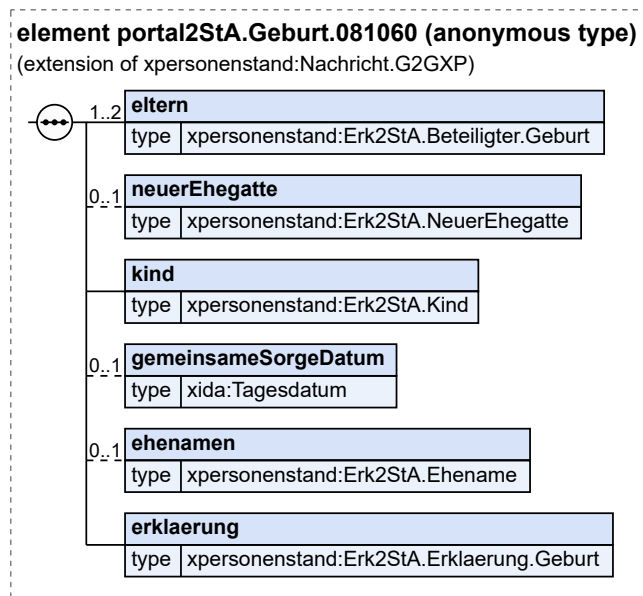 element portal2StA.Geburt.081060 (anonymous type)
(extension of xpersonenstand:Nachricht.G2GXP)
1..2 eltern
type xpersonenstand:Erk2StA.Beteiligter.Geburt
0..1 neuerEhegatte
type xpersonenstand:Erk2StA.NeuerEhegatte
kind
type xpersonenstand:Erk2StA.Kind
0..1 gemeinsameSorgeDatum
type xida:Tagesdatum
0..1 ehenamen
type xpersonenstand:Erk2StA.Ehename
erklaerung
type xpersonenstand:Erk2StA.Erklaerung.Geburt